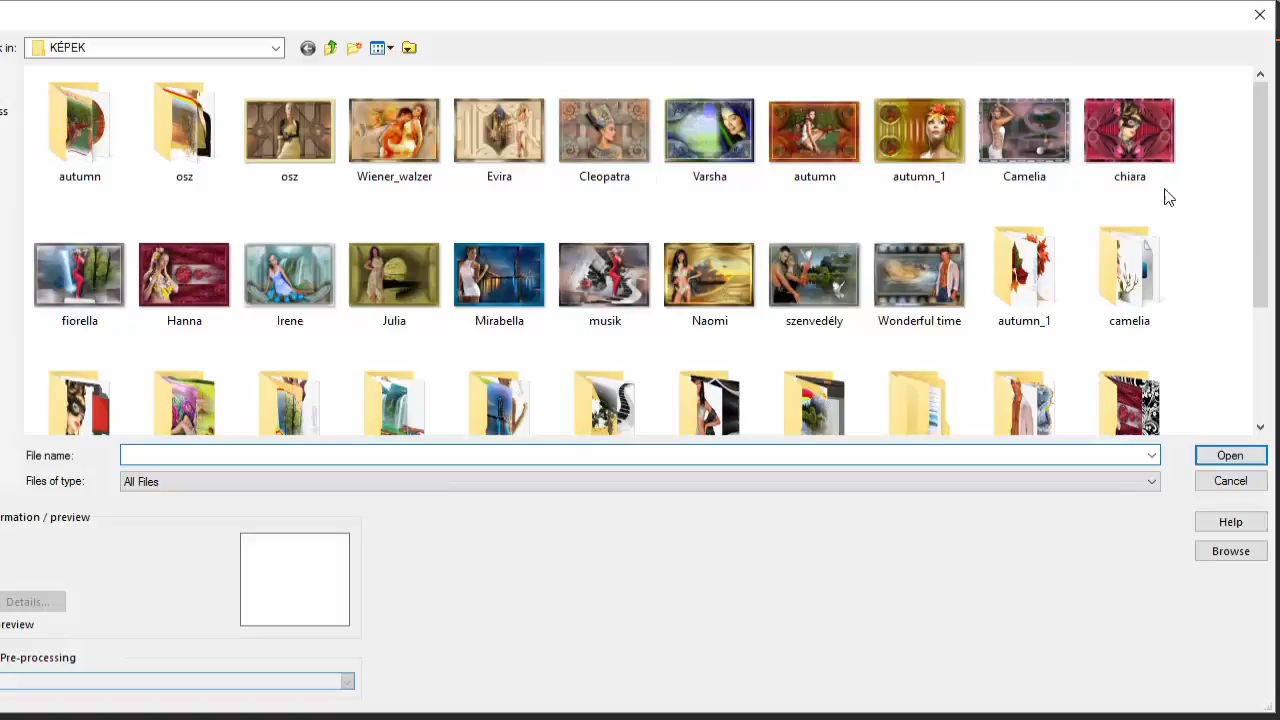 k in:
KÉPEK
ss
autumn
osz
osz
Wiener_walzer
Evira
Cleopatra
Varsha
autumn
autumn_1
Camelia
chiara
fiorella
Hanna
Irene
Julia
Mirabella
musik
Naomi
szenvedély
Wonderful time
autumn_1
camelia
File name:
Open
Files of type:
All Files
Cancel
rmation / preview
Help
Browse
Details...
review
Pre-processing